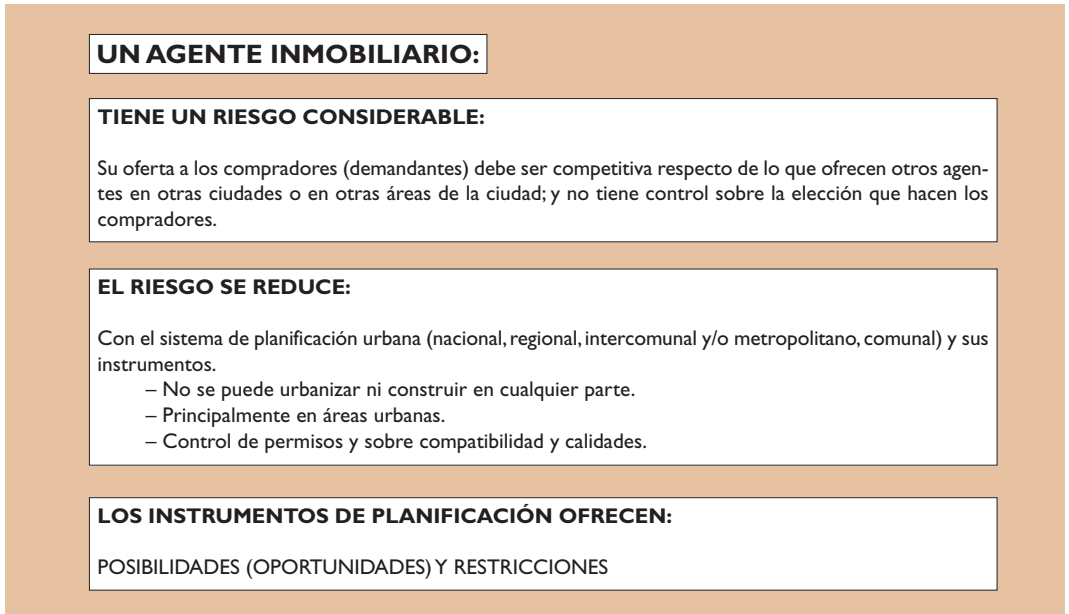 UN AGENTE INMOBILIARIO:
TIENE UN RIESGO CONSIDERABLE:
Su oferta a los compradores (demandantes) debe ser competitiva respecto de lo que ofrecen otros agen-
tes en otras ciudades o en otras áreas de la ciudad; y no tiene control sobre la elección que hacen los
compradores.
EL RIESGO SE REDUCE:
Con el sistema de planificación urbana (nacional, regional, intercomunal y/o metropolitano, comunal) y sus
instrumentos.
– No se puede urbanizar ni construir en cualquier parte.
– Principalmente en áreas urbanas.
– Control de permisos y sobre compatibilidad y calidades.
LOS INSTRUMENTOS DE PLANIFICACIÓN OFRECEN:
POSIBILIDADES (OPORTUNIDADES) Y RESTRICCIONES